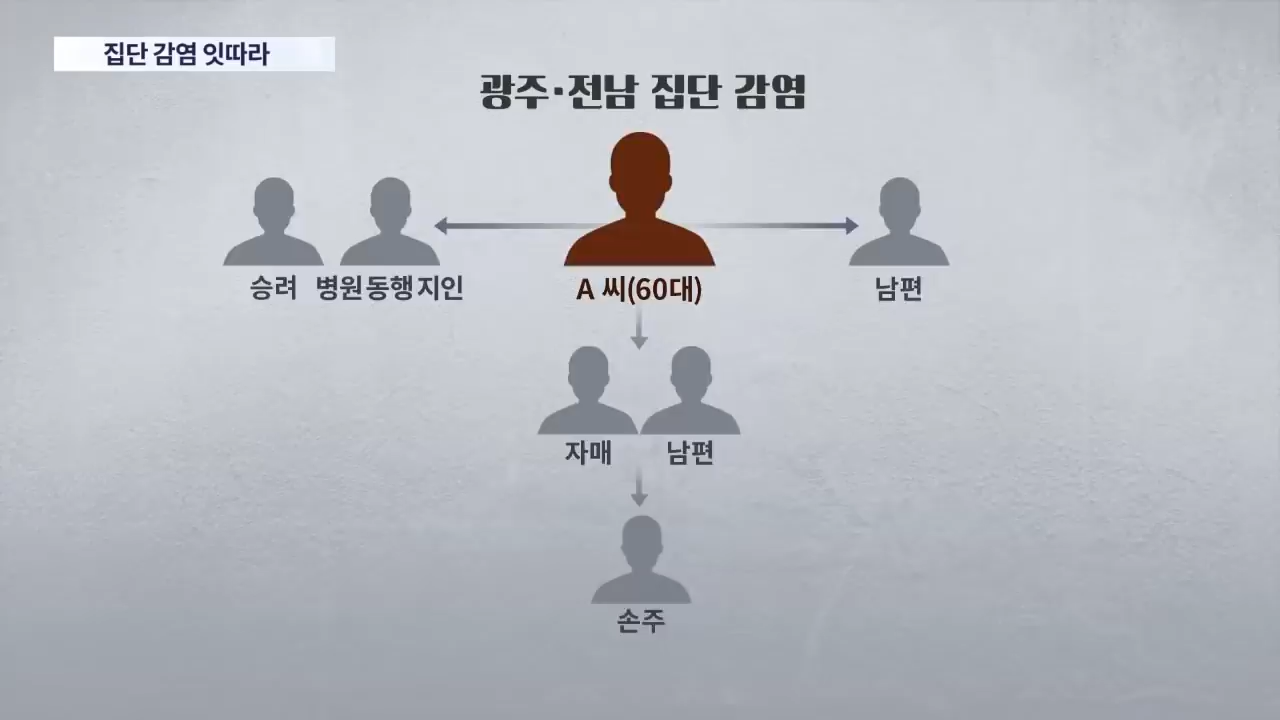 집단 감염 잇따라
광주·전남 집단 감염
승려
병원동행지인
A 씨(60대)
남편
자매
남편
손주